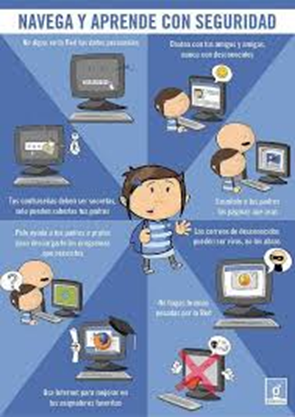 NAVEGA Y APRENDE CON SEGURIDAD
No digas en la Red tus datos personales
Chatea con tus amigos y amigas,
nunca con desconocidos
Tus contraseñas deben ser secretas,
solo pueden saberlas tus padres
Enséñale a tus padres
las páginas que usas
Pide ayuda a tus padres o profes
para descargarte los programas
que necesites
Los correos de desconocidos
pueden ser virus, no los abras
No hagas bromas
pesadas por la Red
Usa Internet para mejorar en
tus asignaturas favoritas